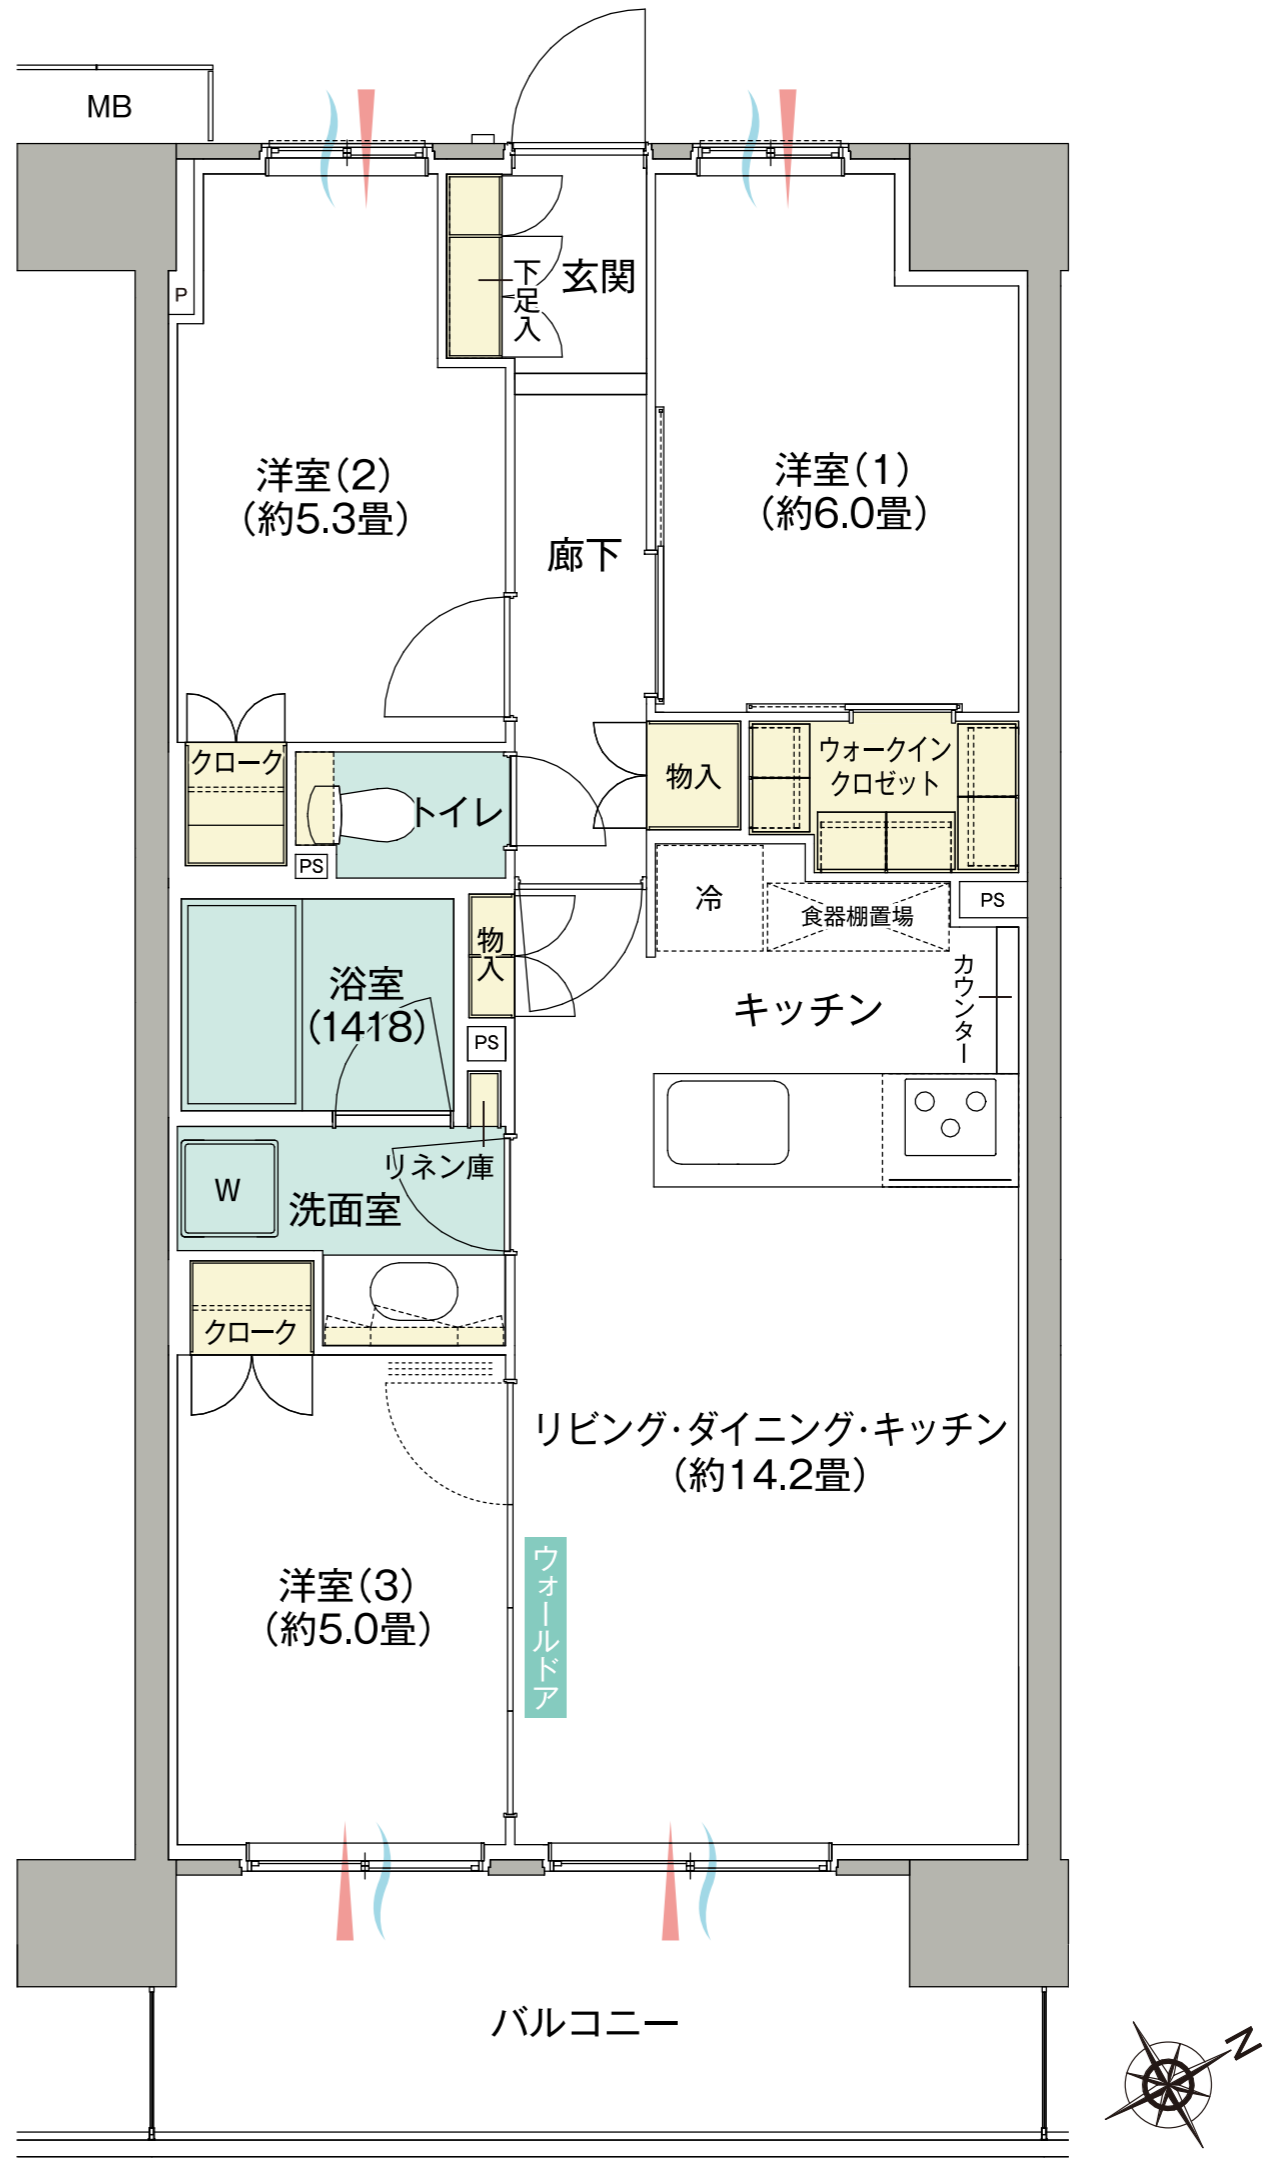 MB
P
下足入
玄関
洋室(2)
(約5.3畳)
洋室(1)
(約6.0畳)
廊下
クローク
トイレ
PS
物入
ウォークイン
クロゼット
冷
食器棚置場
PS
物入
浴室
(1418)
PS
キッチン
カウンター
リネン庫
W
洗面室
クローク
リビング・ダイニング・キッチン
(約14.2畳)
ウォールドア
洋室(3)
(約5.0畳)
バルコニー
N